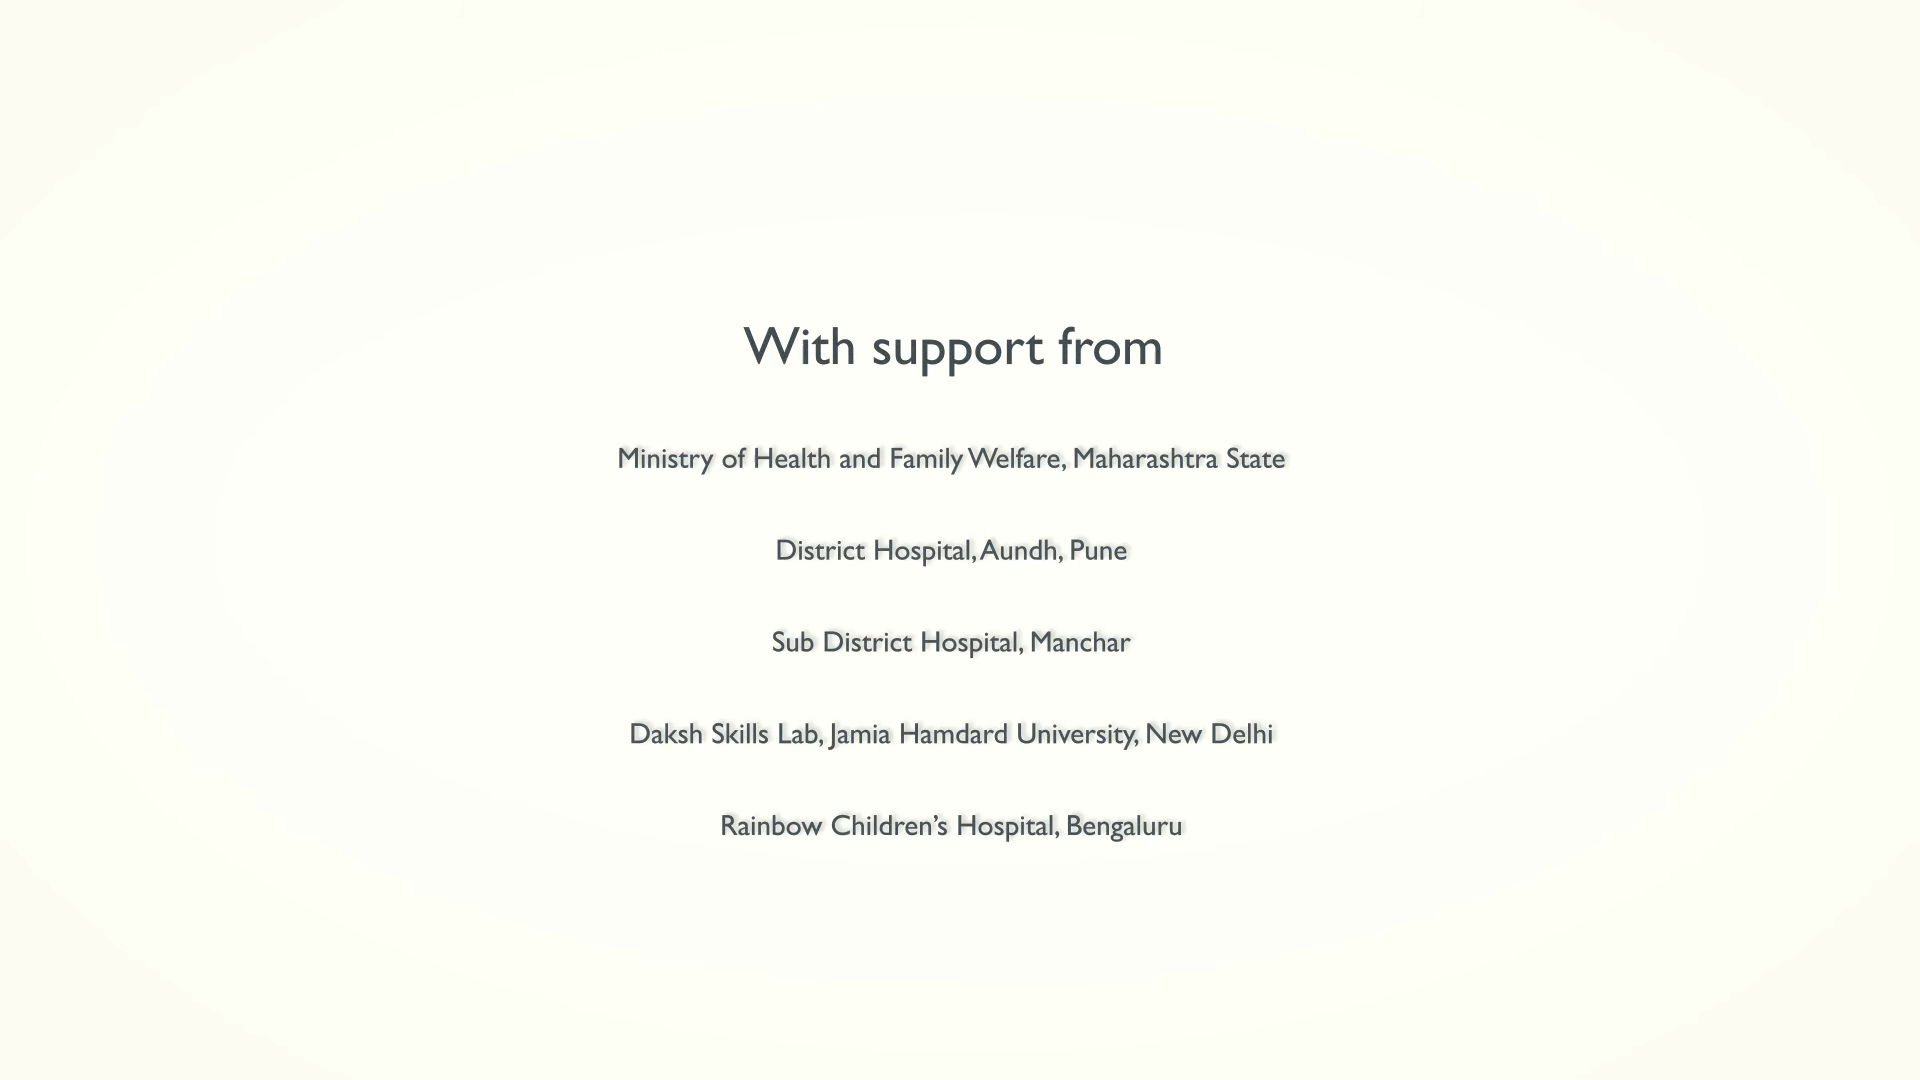 With support from
Ministry of Health and Family Welfare, Maharashtra State
District Hospital, Aundh, Pune
Sub District Hospital, Manchar
Daksh Skills Lab, Jamia Hamdard University, New Delhi
Rainbow Children’s Hospital, Bengaluru